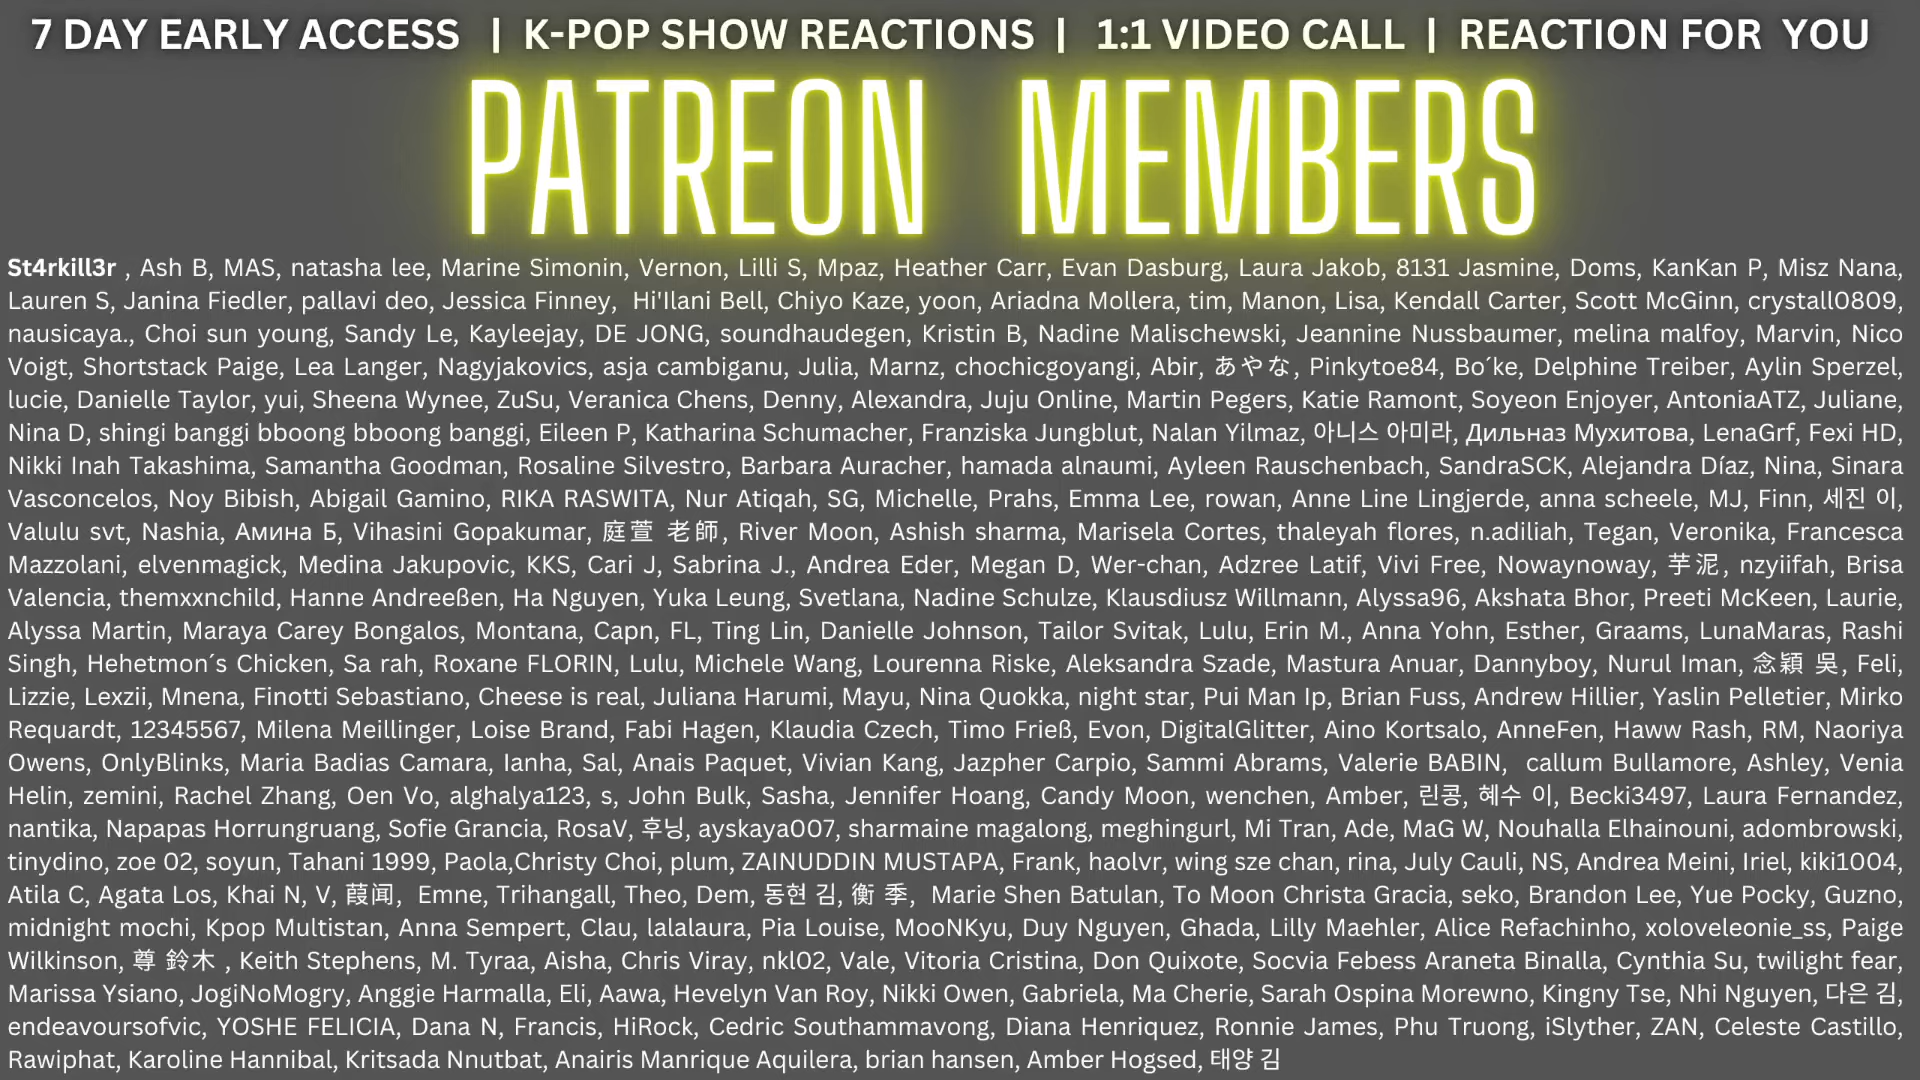 7 DAY EARLY ACCESS | K-POP SHOW REACTIONS | 1:1 VIDEO CALL | REACTION FOR YOU
PATREON MEMBERS
St4rkill3r , Ash B, MAS, natasha lee, Marine Simonin, Vernon, Lilli S, Mpaz, Heather Carr, Evan Dasburg, Laura Jakob, 8131 Jasmine, Doms, KanKan P, Misz Nana,
Lauren S, Janina Fiedler, pallavi deo, Jessica Finney, Hi'Ilani Bell, Chiyo Kaze, yoon, Ariadna Mollera, tim, Manon, Lisa, Kendall Carter, Scott McGinn, crystall0809,
nausicaya., Choi sun young, Sandy Le, Kayleejay, DE JONG, soundhaudegen, Kristin B, Nadine Malischewski, Jeannine Nussbaumer, melina malfoy, Marvin, Nico
Voigt, Shortstack Paige, Lea Langer, Nagyjakovics, asja cambiganu, Julia, Marnz, chochicgoyangi, Abir, あやな, Pinkytoe84, Bo´ke, Delphine Treiber, Aylin Sperzel,
lucie, Danielle Taylor, yui, Sheena Wynee, ZuSu, Veranica Chens, Denny, Alexandra, Juju Online, Martin Pegers, Katie Ramont, Soyeon Enjoyer, AntoniaATZ, Juliane,
Nina D, shingi banggi bboong bboong banggi, Eileen P, Katharina Schumacher, Franziska Jungblut, Nalan Yilmaz, 아니스 아미라, Дильназ Мухитова, LenaGrf, Fexi HD,
Nikki Inah Takashima, Samantha Goodman, Rosaline Silvestro, Barbara Auracher, hamada alnaumi, Ayleen Rauschenbach, SandraSCK, Alejandra Díaz, Nina, Sinara
Vasconcelos, Noy Bibish, Abigail Gamino, RIKA RASWITA, Nur Atiqah, SG, Michelle, Prahs, Emma Lee, rowan, Anne Line Lingjerde, anna scheele, MJ, Finn, 세진 이,
Valulu svt, Nashia, Амина Б, Vihasini Gopakumar, 庭萱 老師, River Moon, Ashish sharma, Marisela Cortes, thaleyah flores, n.adiliah, Tegan, Veronika, Francesca
Mazzolani, elvenmagick, Medina Jakupovic, KKS, Cari J, Sabrina J., Andrea Eder, Megan D, Wer-chan, Adzree Latif, Vivi Free, Nowaynoway, 芋泥, nzyiifah, Brisa
Valencia, themxxnchild, Hanne Andreeßen, Ha Nguyen, Yuka Leung, Svetlana, Nadine Schulze, Klausdiusz Willmann, Alyssa96, Akshata Bhor, Preeti McKeen, Laurie,
Alyssa Martin, Maraya Carey Bongalos, Montana, Capn, FL, Ting Lin, Danielle Johnson, Tailor Svitak, Lulu, Erin M., Anna Yohn, Esther, Graams, LunaMaras, Rashi
Singh, Hehetmon´s Chicken, Sa rah, Roxane FLORIN, Lulu, Michele Wang, Lourenna Riske, Aleksandra Szade, Mastura Anuar, Dannyboy, Nurul Iman, 念穎 吳, Feli,
Lizzie, Lexzii, Mnena, Finotti Sebastiano, Cheese is real, Juliana Harumi, Mayu, Nina Quokka, night star, Pui Man Ip, Brian Fuss, Andrew Hillier, Yaslin Pelletier, Mirko
Requardt, 12345567, Milena Meillinger, Loise Brand, Fabi Hagen, Klaudia Czech, Timo Frieß, Evon, DigitalGlitter, Aino Kortsalo, AnneFen, Haww Rash, RM, Naoriya
Owens, OnlyBlinks, Maria Badias Camara, Ianha, Sal, Anais Paquet, Vivian Kang, Jazpher Carpio, Sammi Abrams, Valerie BABIN, callum Bullamore, Ashley, Venia
Helin, zemini, Rachel Zhang, Oen Vo, alghalya123, s, John Bulk, Sasha, Jennifer Hoang, Candy Moon, wenchen, Amber, 린콩, 혜수 이, Becki3497, Laura Fernandez,
nantika, Napapas Horrungruang, Sofie Grancia, RosaV, 후닝, ayskaya007, sharmaine magalong, meghingurl, Mi Tran, Ade, MaG W, Nouhalla Elhainouni, adombrowski,
tinydino, zoe 02, soyun, Tahani 1999, Paola,Christy Choi, plum, ZAINUDDIN MUSTAPA, Frank, haolvr, wing sze chan, rina, July Cauli, NS, Andrea Meini, Iriel, kiki1004,
Atila C, Agata Los, Khai N, V, 葭闻, Emne, Trihangall, Theo, Dem, 동현 김, 衡 季, Marie Shen Batulan, To Moon Christa Gracia, seko, Brandon Lee, Yue Pocky, Guzno,
midnight mochi, Kpop Multistan, Anna Sempert, Clau, lalalaura, Pia Louise, MooNKyu, Duy Nguyen, Ghada, Lilly Maehler, Alice Refachinho, xoloveleonie_ss, Paige
Wilkinson, 尊 鈴木 , Keith Stephens, M. Tyraa, Aisha, Chris Viray, nkl02, Vale, Vitoria Cristina, Don Quixote, Socvia Febess Araneta Binalla, Cynthia Su, twilight fear,
Marissa Ysiano, JogiNoMogry, Anggie Harmalla, Eli, Aawa, Hevelyn Van Roy, Nikki Owen, Gabriela, Ma Cherie, Sarah Ospina Morewno, Kingny Tse, Nhi Nguyen, 다은 김,
endeavoursofvic, YOSHE FELICIA, Dana N, Francis, HiRock, Cedric Southammavong, Diana Henriquez, Ronnie James, Phu Truong, iSlyther, ZAN, Celeste Castillo,
Rawiphat, Karoline Hannibal, Kritsada Nnutbat, Anairis Manrique Aquilera, brian hansen, Amber Hogsed, 태양 김